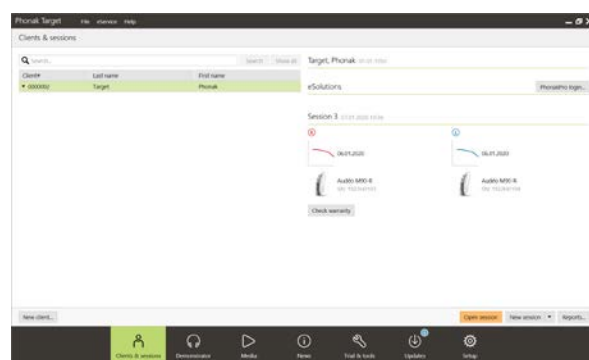 Phonak Target File eService Help
Clients & sessions
Search... Search Show all
Client# Last name First name
0000002 Target Phonak
Target, Phonak
eSolutions PhonakPro login...
Session 3
R L
06.01.2020 06.01.2020
Audéo M90-R Audéo M90-R
Check warranty
New client... Open session New session Reports...
Clients & sessions Demonstrator Media News Trial & tools Updates Setup